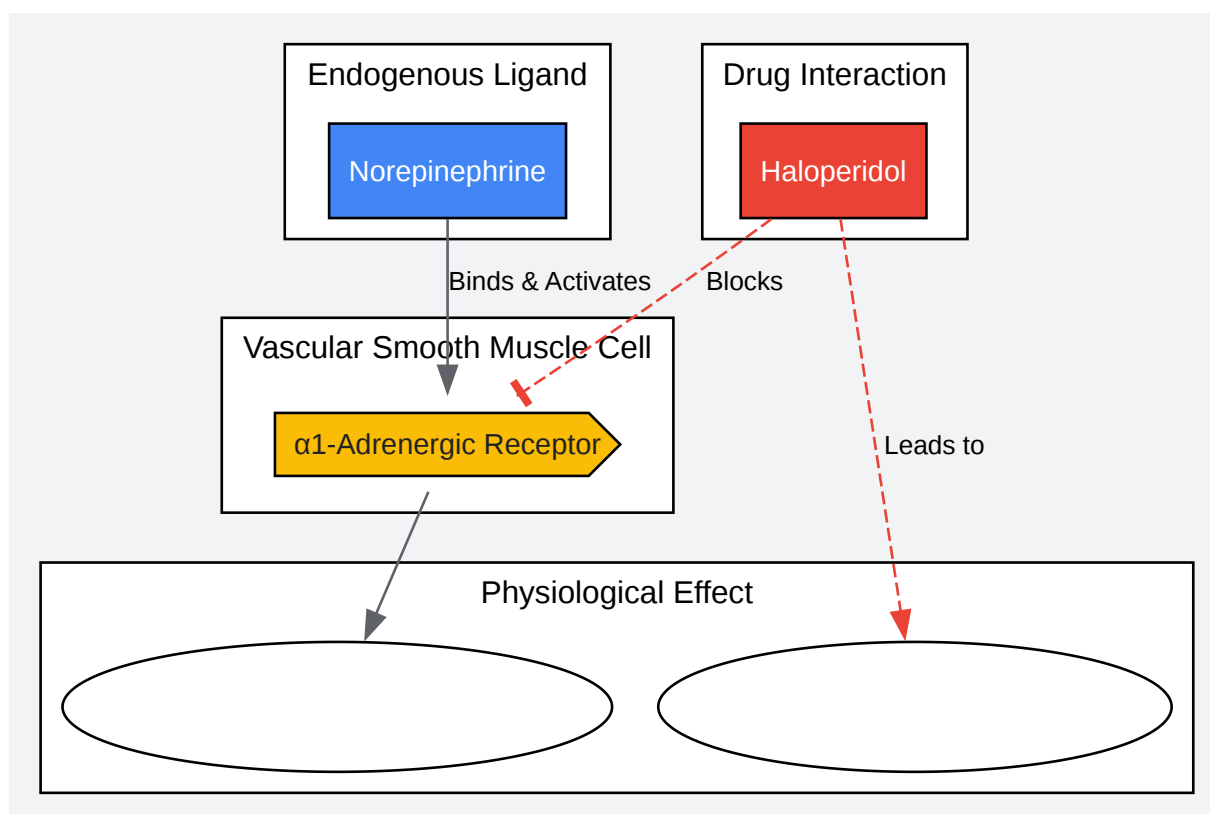 Endogenous Ligand
Drug Interaction
Norepinephrine
Haloperidol
Binds & Activates
Blocks
Vascular Smooth Muscle Cell
α1-Adrenergic Receptor
Leads to
Physiological Effect